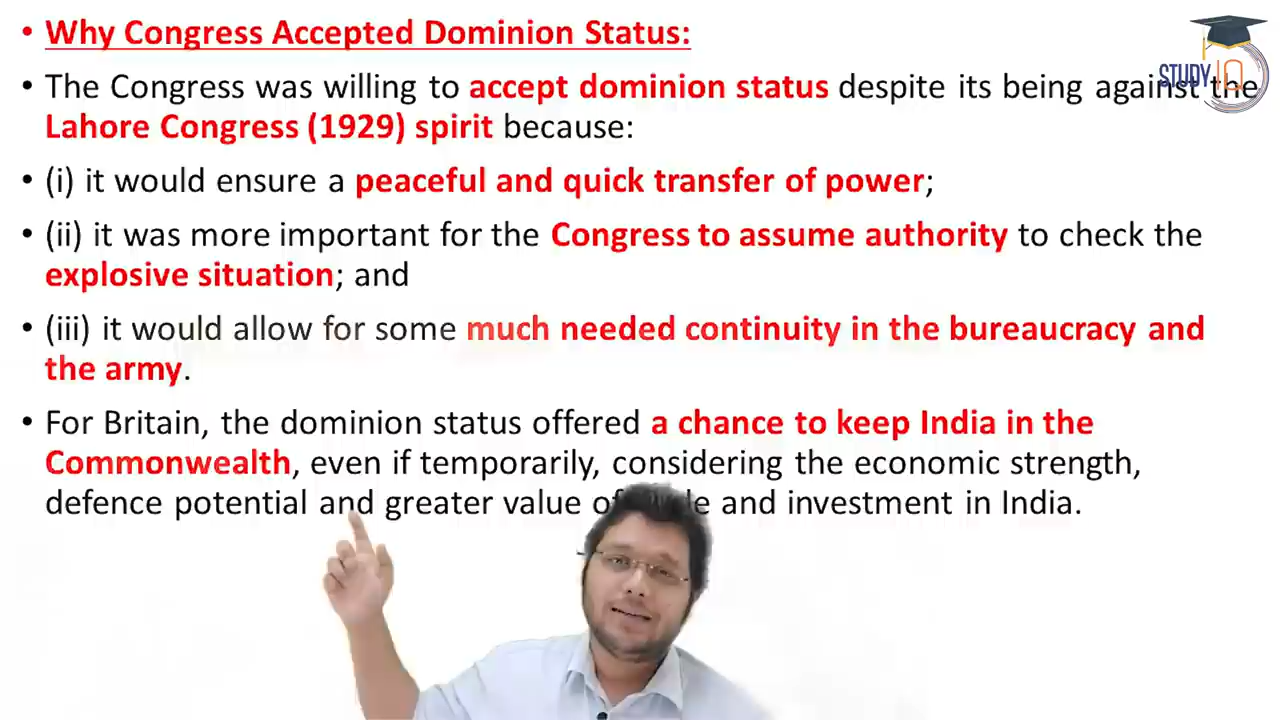 • Why Congress Accepted Dominion Status:
• The Congress was willing to accept dominion status despite its being against the
Lahore Congress (1929) spirit because:
• (i) it would ensure a peaceful and quick transfer of power;
• (ii) it was more important for the Congress to assume authority to check the
explosive situation; and
• (iii) it would allow for some much needed continuity in the bureaucracy and
the army.
• For Britain, the dominion status offered a chance to keep India in the
Commonwealth, even if temporarily, considering the economic strength,
defence potential and greater value of and investment in India.
STUDY IQ